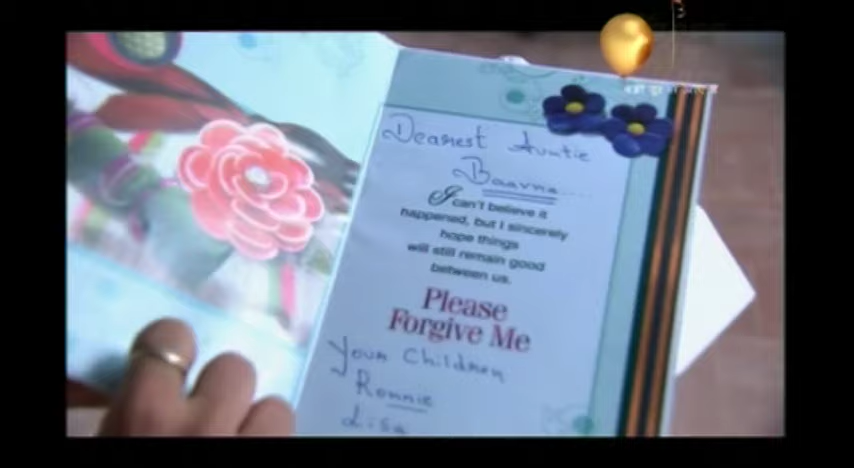 Dearest Auntie
Baavna....
I can't believe it
happened, but I sincerely
hope things
will still remain good
between us.
Please
Forgive Me
Your Children
Ronnie
Lisa